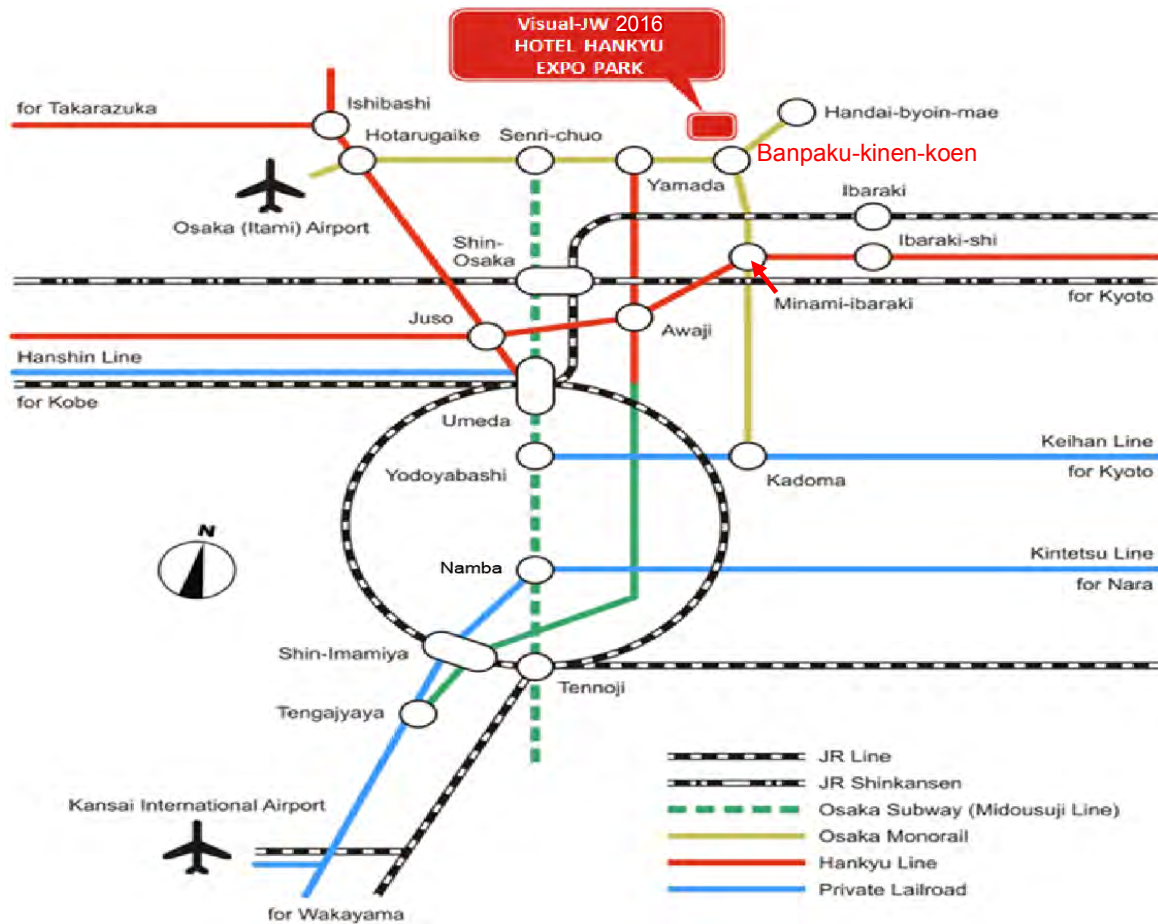 Visual-JW 2016
HOTEL HANKYU
EXPO PARK
for Takarazuka
Ishibashi
Hotarugaike
Senri-chuo
Handai-byoin-mae
Banpaku-kinen-koen
Yamada
Ibaraki
Osaka (Itami) Airport
Shin-
Osaka
Ibaraki-shi
for Kyoto
Minami-ibaraki
Juso
Awaji
Hanshin Line
for Kobe
Umeda
Keihan Line
Yodoyabashi
Kadoma
for Kyoto
N
Namba
Kintetsu Line
for Nara
Shin-Imamiya
Tennoji
Tengajyaya
JR Line
JR Shinkansen
Kansai International Airport
Osaka Subway (Midousuji Line)
Osaka Monorail
Hankyu Line
Private Lailroad
for Wakayama